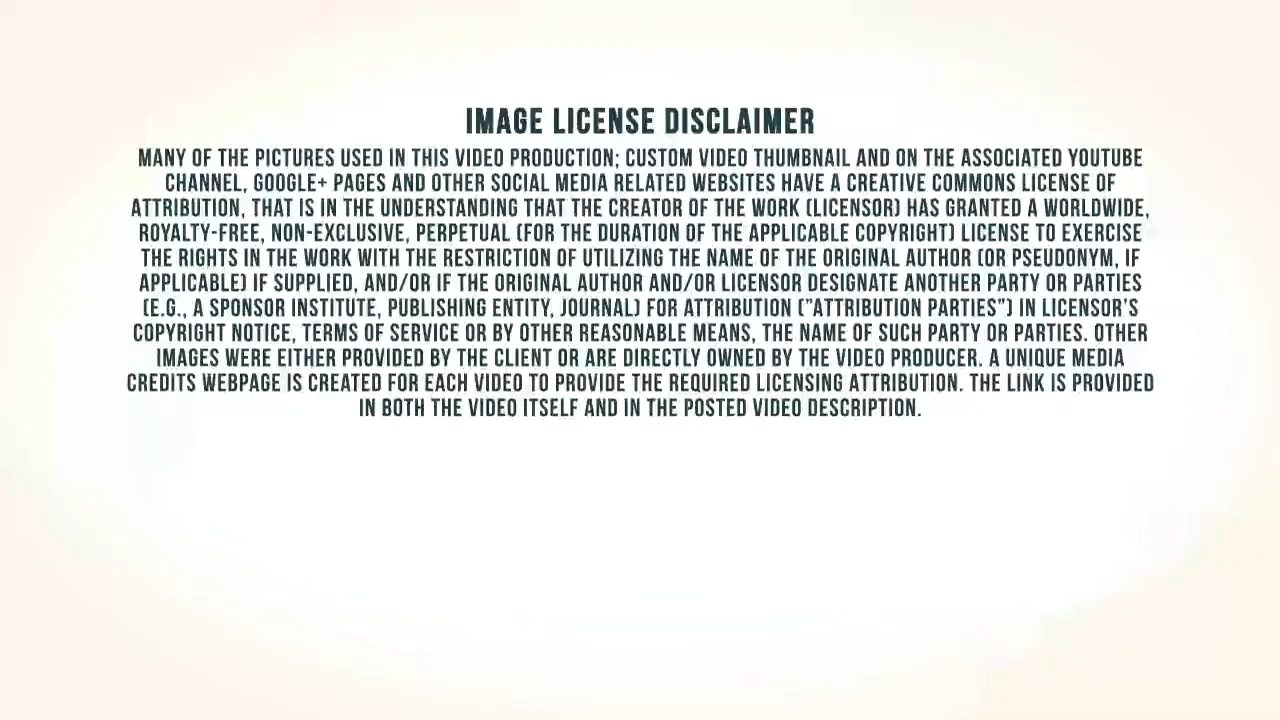 IMAGE LICENSE DISCLAIMER
MANY OF THE PICTURES USED IN THIS VIDEO PRODUCTION; CUSTOM VIDEO THUMBNAIL AND ON THE ASSOCIATED YOUTUBE
CHANNEL, GOOGLE+ PAGES AND OTHER SOCIAL MEDIA RELATED WEBSITES HAVE A CREATIVE COMMONS LICENSE OF
ATTRIBUTION, THAT IS IN THE UNDERSTANDING THAT THE CREATOR OF THE WORK (LICENSOR) HAS GRANTED A WORLDWIDE,
ROYALTY-FREE, NON-EXCLUSIVE, PERPETUAL (FOR THE DURATION OF THE APPLICABLE COPYRIGHT) LICENSE TO EXERCISE
THE RIGHTS IN THE WORK WITH THE RESTRICTION OF UTILIZING THE NAME OF THE ORIGINAL AUTHOR (OR PSEUDONYM, IF
APPLICABLE) IF SUPPLIED, AND/OR IF THE ORIGINAL AUTHOR AND/OR LICENSOR DESIGNATE ANOTHER PARTY OR PARTIES
(E.G., A SPONSOR INSTITUTE, PUBLISHING ENTITY, JOURNAL) FOR ATTRIBUTION ("ATTRIBUTION PARTIES") IN LICENSOR'S
COPYRIGHT NOTICE, TERMS OF SERVICE OR BY OTHER REASONABLE MEANS, THE NAME OF SUCH PARTY OR PARTIES. OTHER
IMAGES WERE EITHER PROVIDED BY THE CLIENT OR ARE DIRECTLY OWNED BY THE VIDEO PRODUCER. A UNIQUE MEDIA
CREDITS WEBPAGE IS CREATED FOR EACH VIDEO TO PROVIDE THE REQUIRED LICENSING ATTRIBUTION. THE LINK IS PROVIDED
IN BOTH THE VIDEO ITSELF AND IN THE POSTED VIDEO DESCRIPTION.